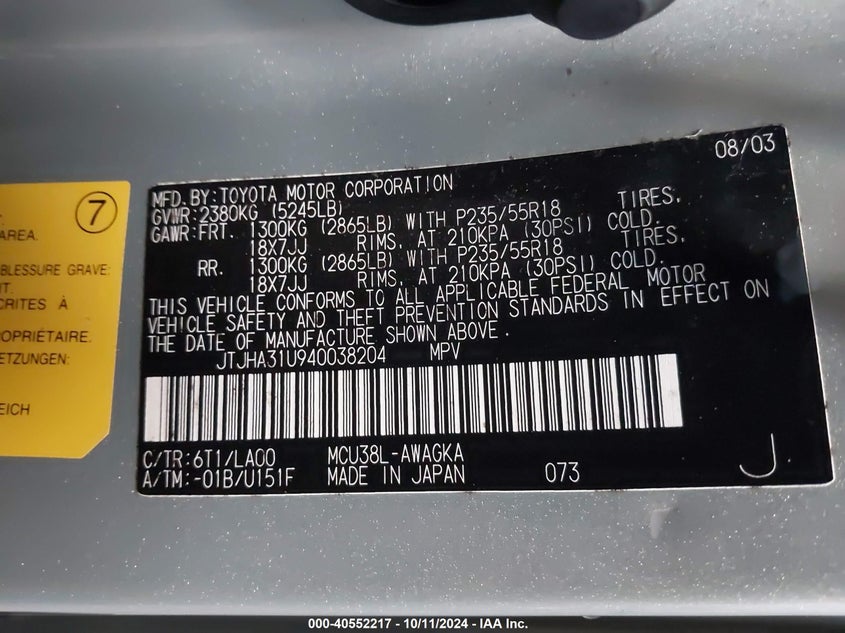 7
AREA.
BLESSURE GRAVE:
CRITES À
ROPRIÉTAIRE.
ETZUNGEN:
EICH
08/03
MFD. BY: TOYOTA MOTOR CORPORATION
GVWR: 2380KG (5245LB)
GAWR: FRT. 1300KG (2865LB) WITH P235/55R18 TIRES,
18X7JJ RIMS, AT 210KPA (30PSI) COLD.
RR. 1300KG (2865LB) WITH P235/55R18 TIRES,
18X7JJ RIMS, AT 210KPA (30PSI) COLD.
THIS VEHICLE CONFORMS TO ALL APPLICABLE FEDERAL MOTOR
VEHICLE SAFETY AND THEFT PREVENTION STANDARDS IN EFFECT ON
THE DATE OF MANUFACTURE SHOWN ABOVE.
JTJHA31U940038204 MPV
C/TR: 6T1/LA00 MCU38L-AWAGKA
A/TM: -01B/U151F MADE IN JAPAN 073 J
000-40552217 - 10/11/2024 - IAA Inc.